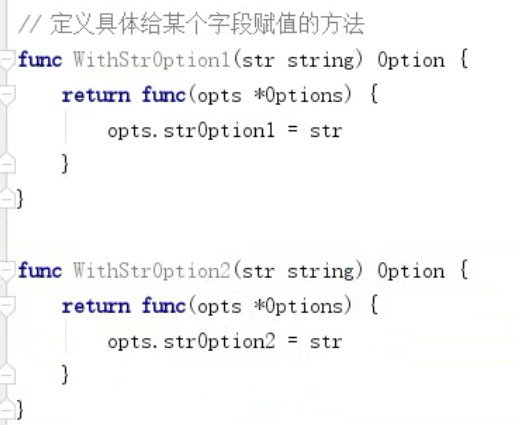 // 定义具体给某个字段赋值的方法
func WithStrOption1(str string) Option {
    return func(opts *Options) {
        opts.strOption1 = str
    }
}

func WithStrOption2(str string) Option {
    return func(opts *Options) {
        opts.strOption2 = str
    }
}